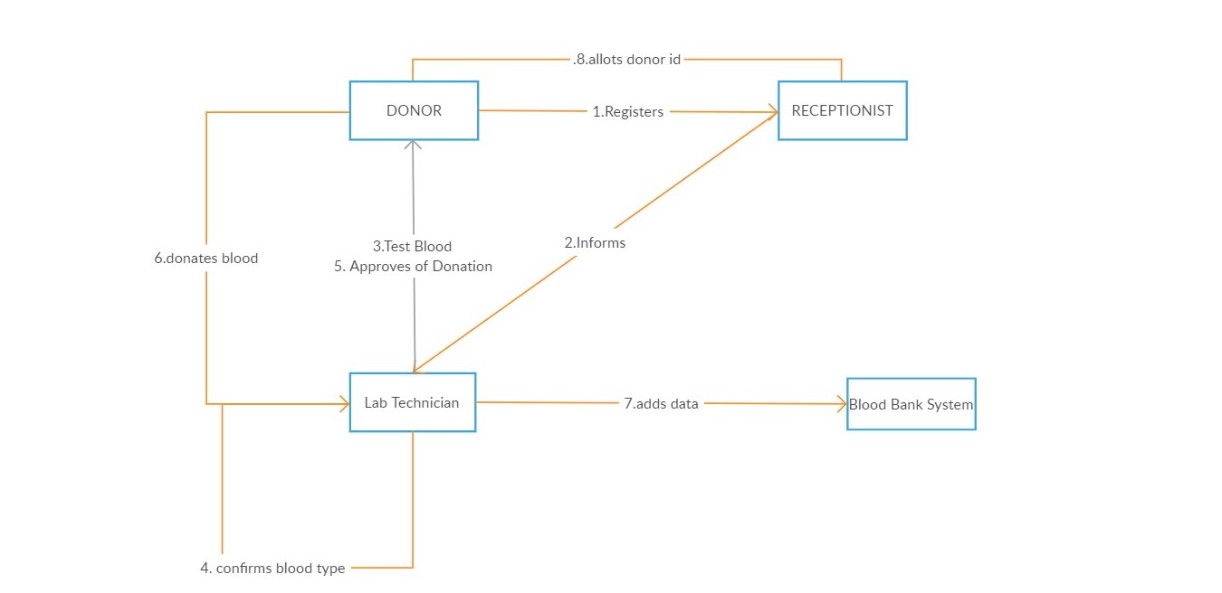 .8.allots donor id
DONOR
1.Registers
RECEPTIONIST
2.Informs
3.Test Blood
5. Approves of Donation
6.donates blood
Lab Technician
7.adds data
Blood Bank System
4. confirms blood type